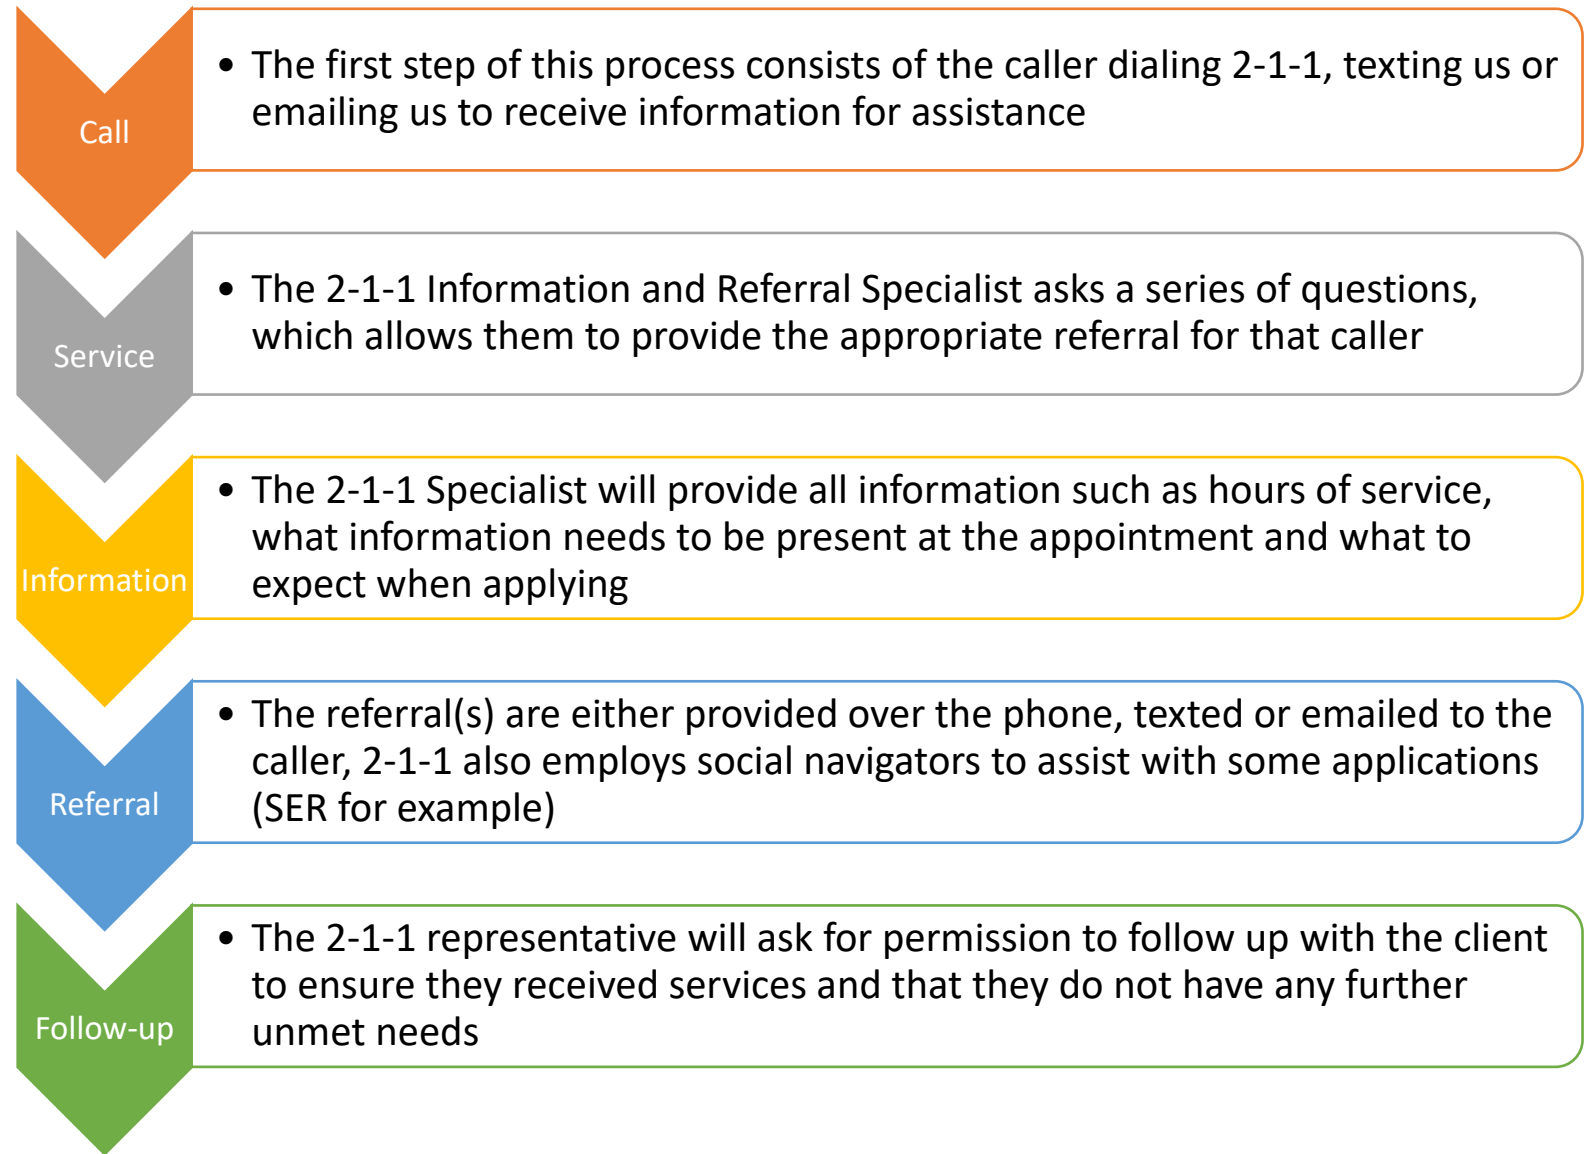 Call
• The first step of this process consists of the caller dialing 2-1-1, texting us or
emailing us to receive information for assistance
Service
• The 2-1-1 Information and Referral Specialist asks a series of questions,
which allows them to provide the appropriate referral for that caller
Information
• The 2-1-1 Specialist will provide all information such as hours of service,
what information needs to be present at the appointment and what to
expect when applying
Referral
• The referral(s) are either provided over the phone, texted or emailed to the
caller, 2-1-1 also employs social navigators to assist with some applications
(SER for example)
Follow-up
• The 2-1-1 representative will ask for permission to follow up with the client
to ensure they received services and that they do not have any further
unmet needs